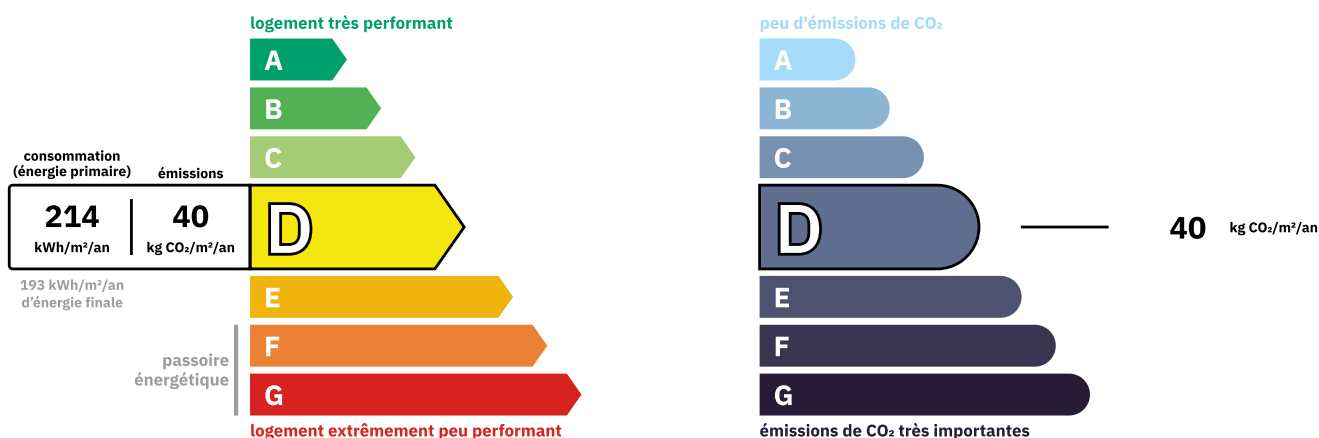 logement très performant
A
B
C
consommation
(énergie primaire)
émissions
214
kWh/m²/an
40
kg CO₂/m²/an
D
193 kWh/m²/an
d'énergie finale
E
F
passoire
énergétique
G
logement extrêmement peu performant
peu d'émissions de CO₂
A
B
C
D
40 kg CO₂/m²/an
E
F
G
émissions de CO₂ très importantes